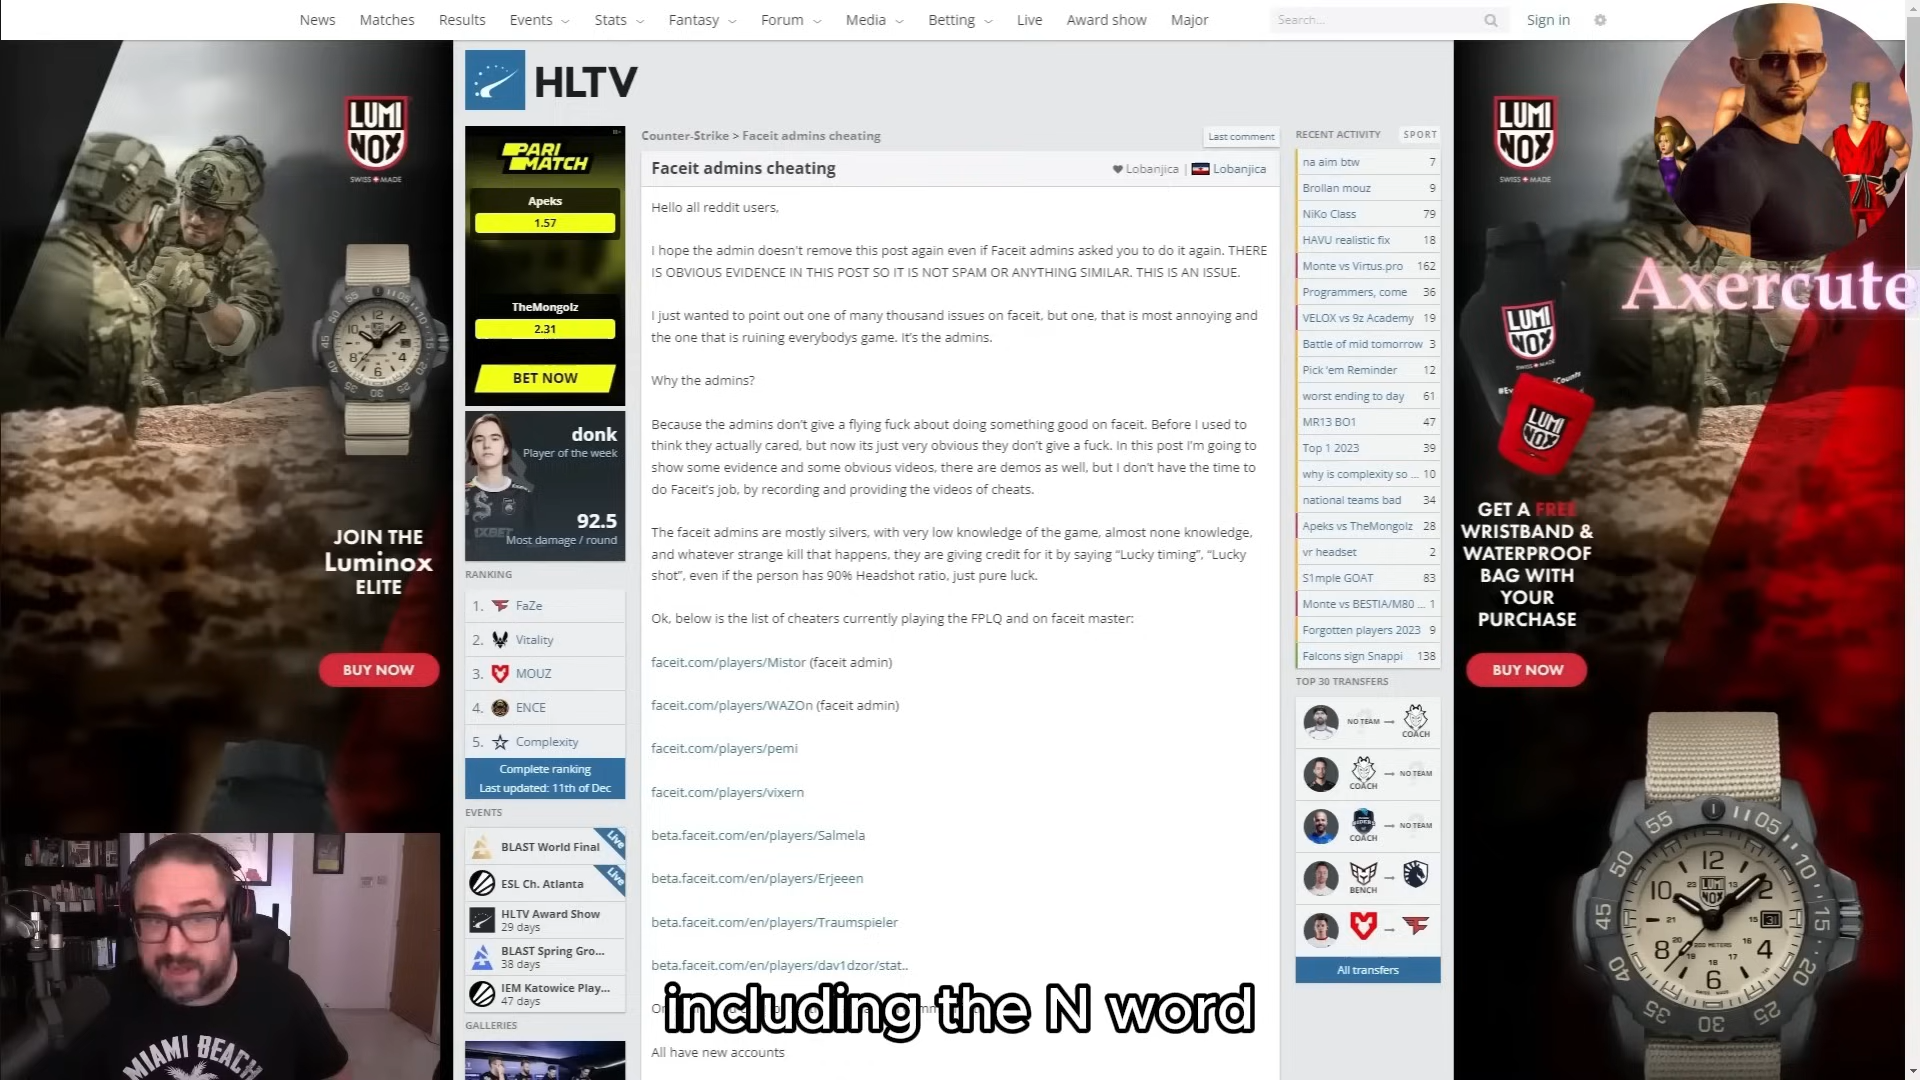 News Matches Results Events Stats Fantasy Forum Media Betting Live Award show Major Search... Sign in
HLTV
LUMI
NOX
SWISS MADE
JOIN THE
Luminox
ELITE
BUY NOW
PARI
MATCH
Apeks
1.57
TheMongolz
2.31
BET NOW
donk
Player of the week
92.5
Most damage / round
RANKING
1. FaZe
2. Vitality
3. MOUZ
4. ENCE
5. Complexity
Complete ranking
Last updated: 11th of Dec
EVENTS
BLAST World Final Live
ESL Ch. Atlanta Live
HLTV Award Show
29 days
BLAST Spring Gro...
38 days
IEM Katowice Play...
47 days
GALLERIES
Counter-Strike > Faceit admins cheating
Last comment
Faceit admins cheating
Lobanjica | Lobanjica
Hello all reddit users,
I hope the admin doesn't remove this post again even if Faceit admins asked you to do it again. THERE
IS OBVIOUS EVIDENCE IN THIS POST SO IT IS NOT SPAM OR ANYTHING SIMILAR. THIS IS AN ISSUE.
I just wanted to point out one of many thousand issues on faceit, but one, that is most annoying and
the one that is ruining everybodys game. It's the admins.
Why the admins?
Because the admins don't give a flying fuck about doing something good on faceit. Before I used to
think they actually cared, but now its just very obvious they don't give a fuck. In this post I'm going to
show some evidence and some obvious videos, there are demos as well, but I don't have the time to
do Faceit's job, by recording and providing the videos of cheats.
The faceit admins are mostly silvers, with very low knowledge of the game, almost none knowledge,
and whatever strange kill that happens, they are giving credit for it by saying "Lucky timing", "Lucky
shot", even if the person has 90% Headshot ratio, just pure luck.
Ok, below is the list of cheaters currently playing the FPLQ and on faceit master:
faceit.com/players/Mistor (faceit admin)
faceit.com/players/WAZOn (faceit admin)
faceit.com/players/pemi
faceit.com/players/vixern
beta.faceit.com/en/players/Salmela
beta.faceit.com/en/players/Erjeeen
beta.faceit.com/en/players/Traumspieler
beta.faceit.com/en/players/dav1dzor/stat..
including the N word
All have new accounts
RECENT ACTIVITY SPORT
na aim btw 7
Brollan mouz 9
NiKo Class 79
HAVU realistic fix 18
Monte vs Virtus.pro 162
Programmers, come 36
VELOX vs 9z Academy 19
Battle of mid tomorrow 3
Pick 'em Reminder 12
worst ending to day 61
MR13 BO1 47
Top 1 2023 39
why is complexity so ... 10
national teams bad 34
Apeks vs TheMongolz 28
vr headset 2
S1mple GOAT 83
Monte vs BESTIA/M80 ... 1
Forgotten players 2023 9
Falcons sign Snappi 138
TOP 30 TRANSFERS
NO TEAM → COACH
COACH → NO TEAM
COACH → NO TEAM
BENCH →
All transfers
LUMI
NOX
SWISS MADE
Axercute
LUMI
NOX
SWISS MADE
LUMI
NOX
GET A FREE
WRISTBAND &
WATERPROOF
BAG WITH
YOUR
PURCHASE
BUY NOW
MIAMI BEACH